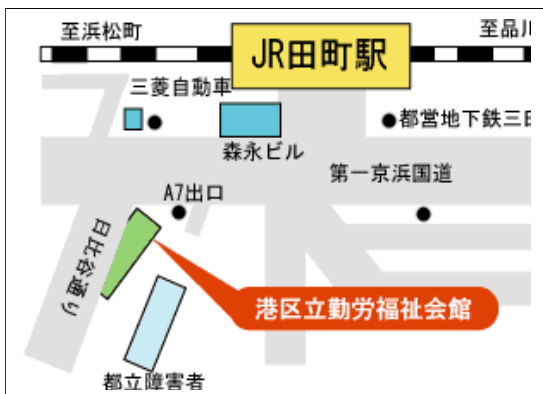 至浜松町
至品川
JR田町駅
三菱自動車
都営地下鉄三田
森永ビル
第一京浜国道
A7出口
日比谷通り
港区立勤労福祉会館
都立障害者